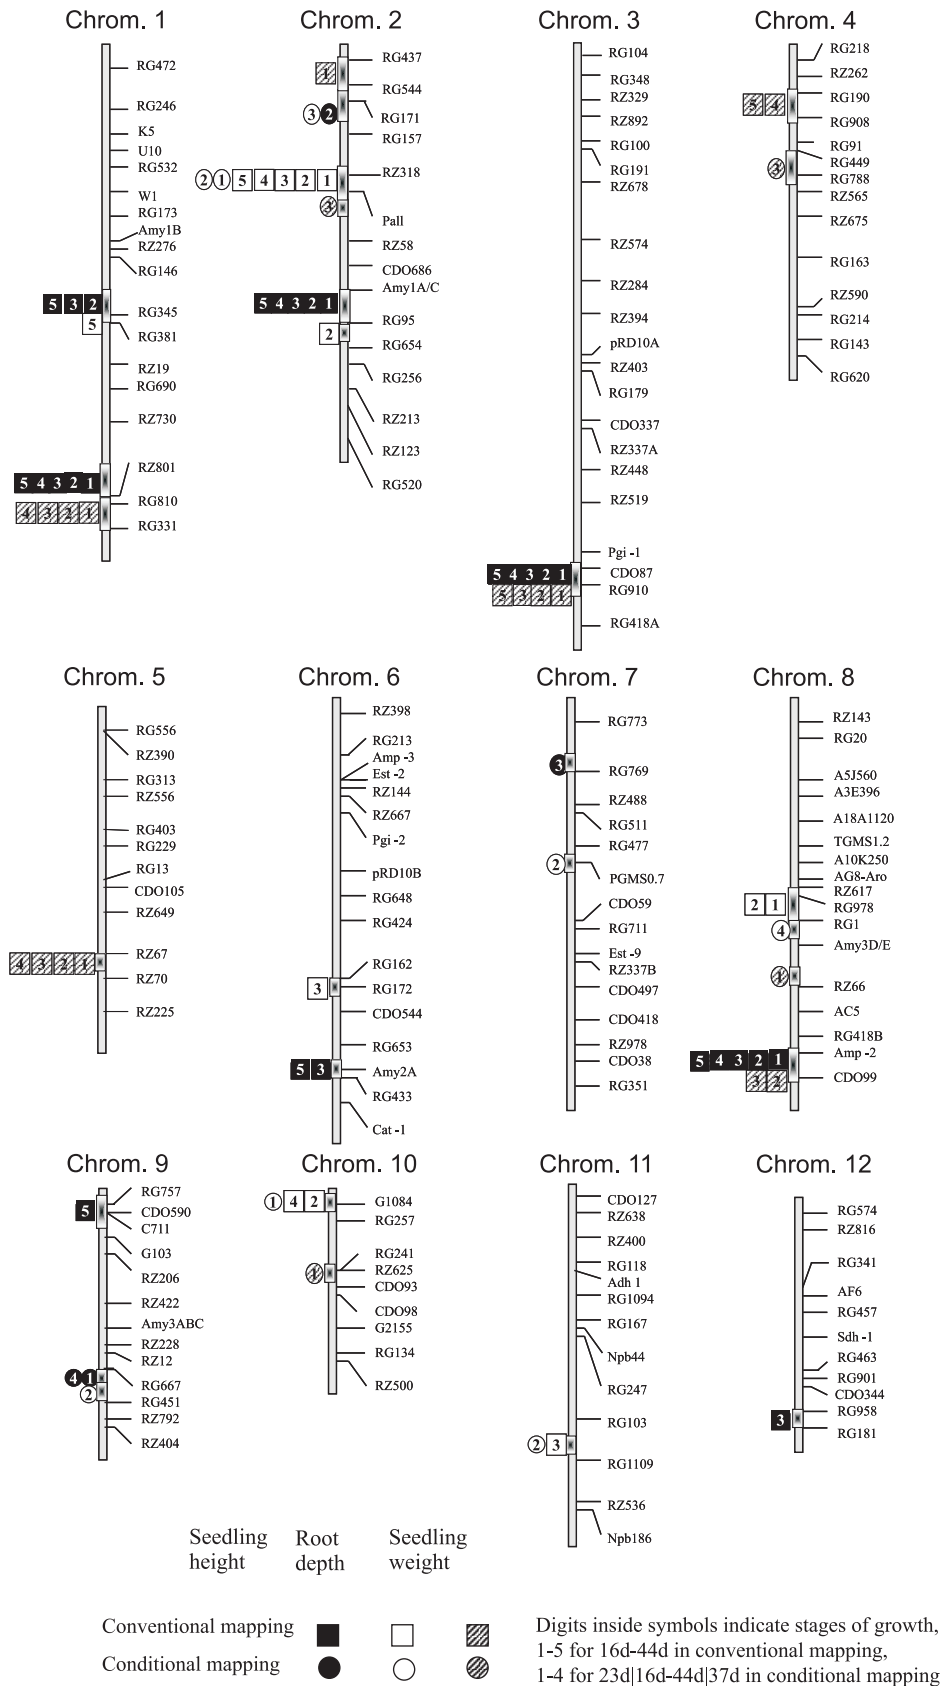 Chrom. 1
RG472
RG246
K5
U10
RG532
W1
RG173
Amy1B
RZ276
RG146
5 3 2
RG345
5
RG381
RZ19
RG690
RZ730
RZ801
5 4 3 2 1
RG810
4 3 2 1
RG331
Chrom. 2
RG437
1
RG544
3 2
RG171
RG157
RZ318
2 1 5 4 3 2 1
3
Pall
RZ58
CDO686
Amy1A/C
5 4 3 2 1
RG95
2
RG654
RG256
RZ213
RZ123
RG520
Chrom. 3
RG104
RG348
RZ329
RZ892
RG100
RG191
RZ678
RZ574
RZ284
RZ394
pRD10A
RZ403
RG179
CDO337
RZ337A
RZ448
RZ519
Pgi -1
5 4 3 2 1
CDO87
RG910
5 3 2 1
RG418A
Chrom. 4
RG218
RZ262
RG190
5 4
RG908
RG91
RG449
3
RG788
RZ565
RZ675
RG163
RZ590
RG214
RG143
RG620
Chrom. 5
RG556
RZ390
RG313
RZ556
RG403
RG229
RG13
CDO105
RZ649
RZ67
4 3 2 1
RZ70
RZ225
Chrom. 6
RZ398
RG213
Amp -3
Est -2
RZ144
RZ667
Pgi -2
pRD10B
RG648
RG424
RG162
3
RG172
CDO544
RG653
5 3
Amy2A
RG433
Cat -1
Chrom. 7
RG773
3
RG769
RZ488
RG511
RG477
2
PGMS0.7
CDO59
RG711
Est -9
RZ337B
CDO497
CDO418
RZ978
CDO38
RG351
Chrom. 8
RZ143
RG20
A5J560
A3E396
A18A1120
TGMS1.2
A10K250
AG8-Aro
RZ617
2 1
RG978
RG1
4
Amy3D/E
1
RZ66
AC5
RG418B
Amp -2
5 4 3 2 1
CDO99
3 2
Chrom. 9
RG757
5
CDO590
C711
G103
RZ206
RZ422
Amy3ABC
RZ228
RZ12
4 1
RG667
2
RG451
RZ792
RZ404
Chrom. 10
1 4 2
G1084
RG257
RG241
1
RZ625
CDO93
CDO98
G2155
RG134
RZ500
Chrom. 11
CDO127
RZ638
RZ400
RG118
Adh 1
RG1094
RG167
Npb44
RG247
RG103
2 3
RG1109
RZ536
Npb186
Chrom. 12
RG574
RZ816
RG341
AF6
RG457
Sdh -1
RG463
RG901
CDO344
RG958
3
RG181
Seedling height
Root depth
Seedling weight
Conventional mapping
Conditional mapping
Digits inside symbols indicate stages of growth,
1-5 for 16d-44d in conventional mapping,
1-4 for 23d|16d-44d|37d in conditional mapping